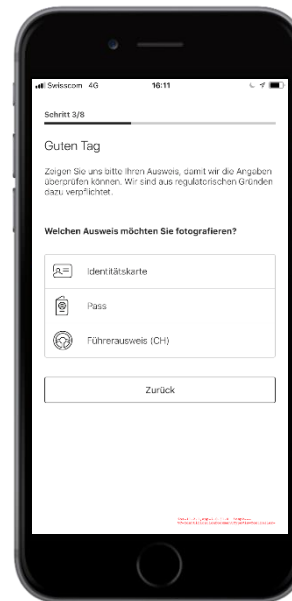 Swisscom 4G 16:11
Schritt 3/8
Guten Tag
Zeigen Sie uns bitte Ihren Ausweis, damit wir die Angaben
überprüfen können. Wir sind aus regulatorischen Gründen
dazu verpflichtet.
Welchen Ausweis möchten Sie fotografieren?
Identitätskarte
Pass
Führerausweis (CH)
Zurück